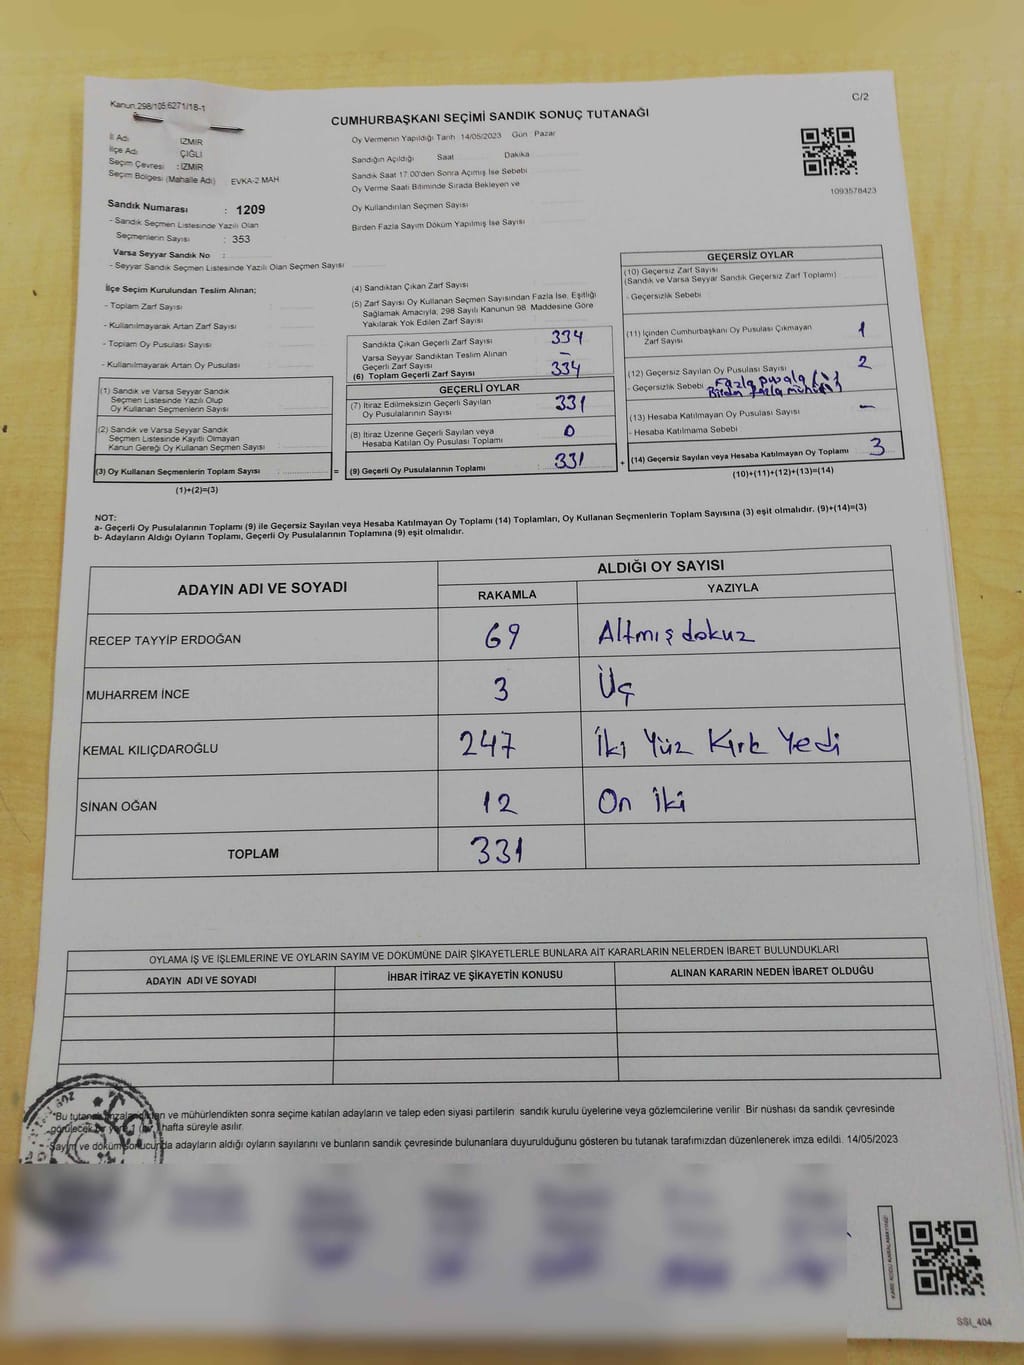 Kanun.298/105.6271/18-1
C/2
CUMHURBAŞKANI SEÇİMİ SANDIK SONUÇ TUTANAĞI
İl Adı : İZMİR
İlçe Adı ÇİĞLİ
Seçim Çevresi : İZMİR
Seçim Bölgesi (Mahalle Adı) : EVKA-2 MAH
Sandık Numarası : 1209
- Sandık Seçmen Listesinde Yazılı Olan
Seçmenlerin Sayısı : 353
Varsa Seyyar Sandık No :
- Seyyar Sandık Seçmen Listesinde Yazılı Olan Seçmen Sayısı
Oy Vermenin Yapıldığı Tarih 14/05/2023 Gün : Pazar
Sandığın Açıldığı Saat Dakika
Sandık Saat 17.00'den Sonra Açımış İse Sebebi
Oy Verme Saati Bitiminde Sırada Bekleyen ve
Oy Kullandırılan Seçmen Sayısı
Birden Fazla Sayım Döküm Yapılmış İse Sayısı
1093578423
İlçe Seçim Kurulundan Teslim Alınan;
- Toplam Zarf Sayısı
- Kullanılmayarak Artan Zarf Sayısı
- Toplam Oy Pusulası Sayısı
- Kullanılmayarak Artan Oy Pusulası
(1) Sandık ve Varsa Seyyar Sandık
Seçmen Listesinde Yazılı Olup
Oy Kullanan Seçmenlerin Sayısı
(2) Sandık ve Varsa Seyyar Sandık
Seçmen Listesinde Kayıtlı Olmayan
Kanun Gereği Oy Kullanan Seçmen Sayısı
(3) Oy Kullanan Seçmenlerin Toplam Sayısı :
(1)+(2)=(3)
(4) Sandıktan Çıkan Zarf Sayısı
(5) Zarf Sayısı Oy Kullanan Seçmen Sayısından Fazla İse, Eşitliği
Sağlamak Amacıyla; 298 Sayılı Kanunun 98. Maddesine Göre
Yakılarak Yok Edilen Zarf Sayısı
Sandıkta Çıkan Geçerli Zarf Sayısı 334
Varsa Seyyar Sandıktan Teslim Alınan
Geçerli Zarf Sayısı –
(6) Toplam Geçerli Zarf Sayısı 334
GEÇERLİ OYLAR
(7) İtiraz Edilmeksizin Geçerli Sayılan
Oy Pusulalarının Sayısı 331
(8) İtiraz Üzerine Geçerli Sayılan veya
Hesaba Katılan Oy Pusulası Toplamı 0
= (9) Geçerli Oy Pusulalarının Toplamı 331
GEÇERSİZ OYLAR
(10) Geçersiz Zarf Sayısı
(Sandık ve Varsa Seyyar Sandık Geçersiz Zarf Toplamı)
- Geçersizlik Sebebi
(11) İçinden Cumhurbaşkanı Oy Pusulası Çıkmayan
Zarf Sayısı 1
(12) Geçersiz Sayılan Oy Pusulası Sayısı 2
- Geçersizlik Sebebi Fazla pusula
Birden fazla mühür
(13) Hesaba Katılmayan Oy Pusulası Sayısı –
- Hesaba Katılmama Sebebi
+ (14) Geçersiz Sayılan veya Hesaba Katılmayan Oy Toplamı 3
(10)+(11)+(12)+(13)=(14)
NOT:
a- Geçerli Oy Pusulalarının Toplamı (9) ile Geçersiz Sayılan veya Hesaba Katılmayan Oy Toplamı (14) Toplamları, Oy Kullanan Seçmenlerin Toplam Sayısına (3) eşit olmalıdır. (9)+(14)=(3)
b- Adayların Aldığı Oyların Toplamı, Geçerli Oy Pusulalarının Toplamına (9) eşit olmalıdır.
ADAYIN ADI VE SOYADI ALDIĞI OY SAYISI
RAKAMLA YAZIYLA
RECEP TAYYİP ERDOĞAN 69 Altmış dokuz
MUHARREM İNCE 3 Üç
KEMAL KILIÇDAROĞLU 247 İki Yüz Kırk Yedi
SİNAN OĞAN 12 On İki
TOPLAM 331
OYLAMA İŞ VE İŞLEMLERİNE VE OYLARIN SAYIM VE DÖKÜMÜNE DAİR ŞİKAYETLERLE BUNLARA AİT KARARLARIN NELERDEN İBARET BULUNDUKLARI
ADAYIN ADI VE SOYADI İHBAR İTİRAZ VE ŞİKAYETİN KONUSU ALINAN KARARIN NEDEN İBARET OLDUĞU
"Bu tutanak ve mühürlendikten sonra seçime katılan adayların ve talep eden siyasi partilerin sandık kurulu üyelerine veya gözlemcilerine verilir. Bir nüshası da sandık çevresinde
görülecek bir yere 1 hafta süreyle asılır.
Sayım ve döküm sonucunda adayların aldığı oyların sayılarını ve bunların sandık çevresinde bulunanlara duyurulduğunu gösteren bu tutanak tarafımızdan düzenlenerek imza edildi. 14/05/2023
KARE KODU KARALAMAYINIZ!
SSI_404